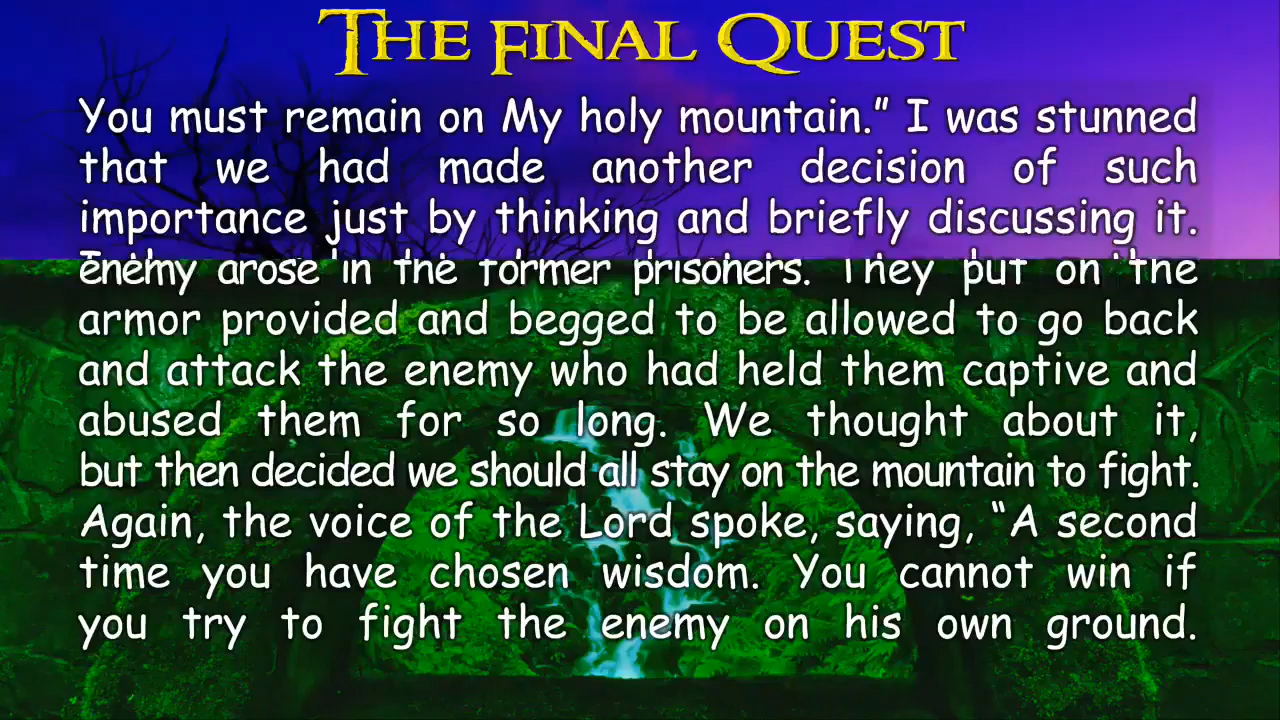 THE FINAL QUEST
You must remain on My holy mountain.” I was stunned
that we had made another decision of such
importance just by thinking and briefly discussing it.
enemy arose in the former prisoners. They put on the
armor provided and begged to be allowed to go back
and attack the enemy who had held them captive and
abused them for so long. We thought about it,
but then decided we should all stay on the mountain to fight.
Again, the voice of the Lord spoke, saying, “A second
time you have chosen wisdom. You cannot win if
you try to fight the enemy on his own ground.